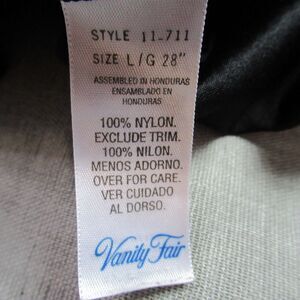 STYLE 11-711
SIZE L/G 28"
ASSEMBLED IN HONDURAS
ENSAMBLADO EN
HONDURAS
100% NYLON.
EXCLUDE TRIM.
100% NILON.
MENOS ADORNO.
OVER FOR CARE.
VER CUIDADO
AL DORSO.
Vanity Fair